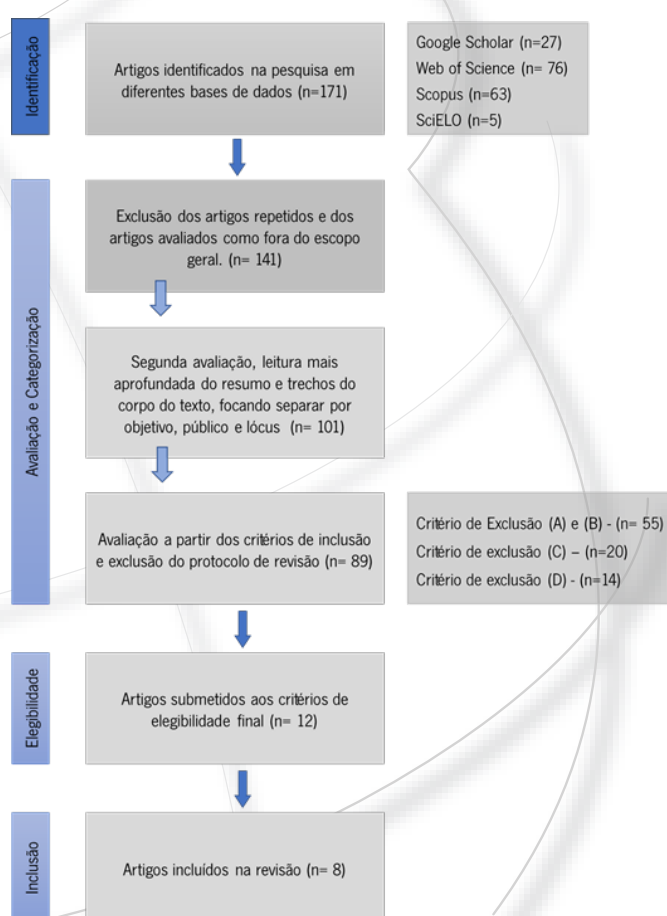 Identificação
Artigos identificados na pesquisa em
diferentes bases de dados (n=171)
Google Scholar (n=27)
Web of Science (n= 76)
Scopus (n=63)
SciELO (n=5)
Avaliação e Categorização
Exclusão dos artigos repetidos e dos
artigos avaliados como fora do escopo
geral. (n= 141)
Segunda avaliação, leitura mais
aprofundada do resumo e trechos do
corpo do texto, focando separar por
objetivo, público e lócus (n= 101)
Avaliação a partir dos critérios de inclusão
e exclusão do protocolo de revisão (n= 89)
Critério de Exclusão (A) e (B) - (n= 55)
Critério de exclusão (C) – (n=20)
Critério de exclusão (D) - (n=14)
Elegibilidade
Artigos submetidos aos critérios de
elegibilidade final (n= 12)
Inclusão
Artigos incluídos na revisão (n= 8)